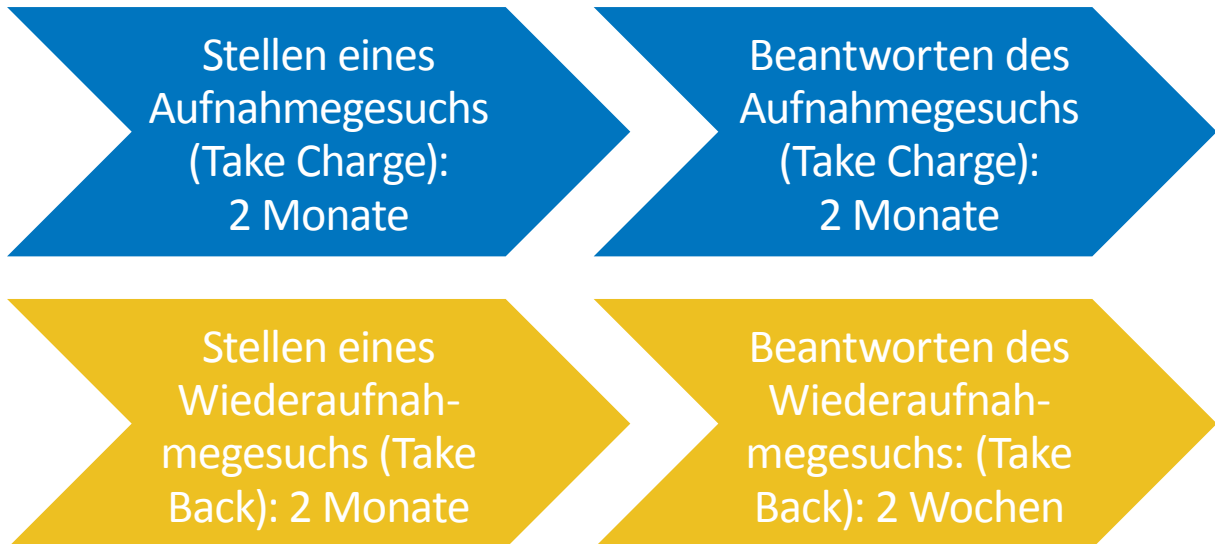 Stellen eines
Aufnahmegesuchs
(Take Charge):
2 Monate
Beantworten des
Aufnahmegesuchs
(Take Charge):
2 Monate
Stellen eines
Wiederaufnah-
megesuchs (Take
Back): 2 Monate
Beantworten des
Wiederaufnah-
megesuchs: (Take
Back): 2 Wochen